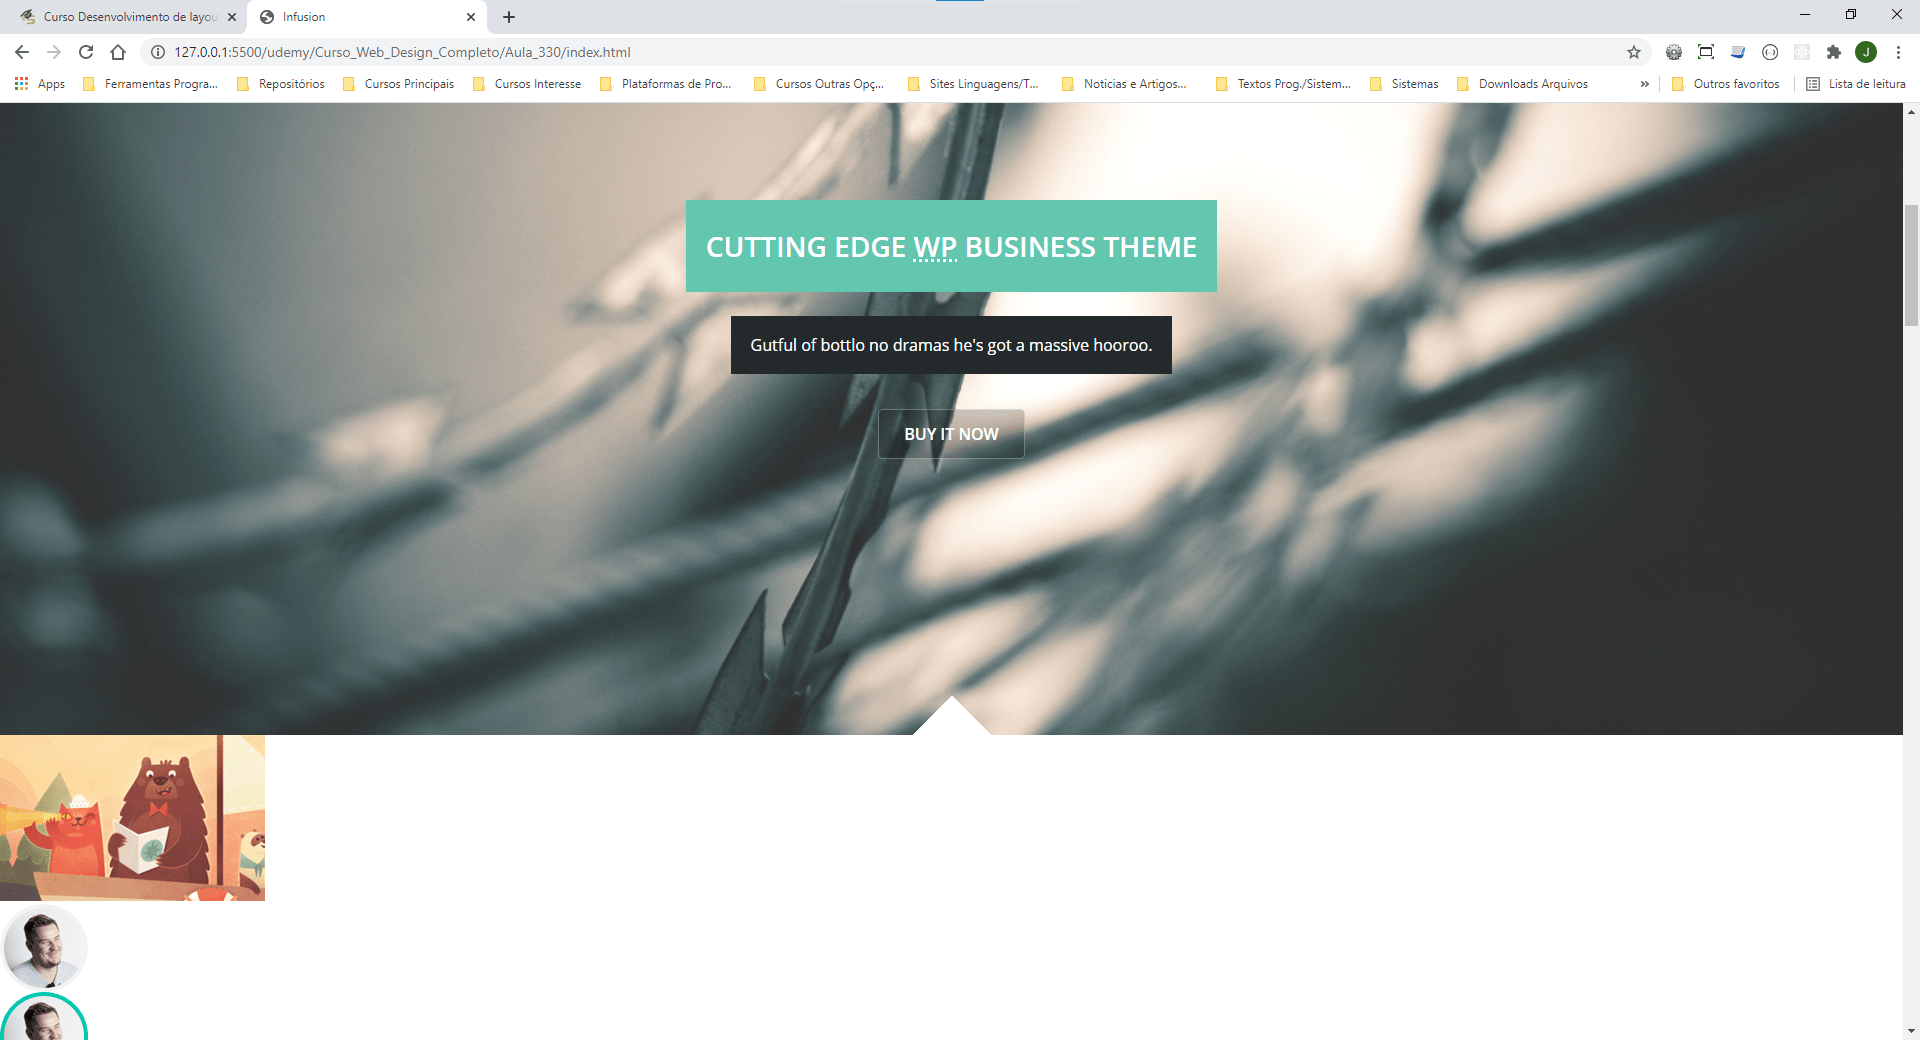 Curso Desenvolvimento de layou
Infusion
127.0.0.1:5500/udemy/Curso_Web_Design_Completo/Aula_330/index.html
J
Apps
Ferramentas Progra...
Repositórios
Cursos Principais
Cursos Interesse
Plataformas de Pro...
Cursos Outras Opç...
Sites Linguagens/T...
Noticias e Artigos...
Textos Prog./Sistem...
Sistemas
Downloads Arquivos
»
Outros favoritos
Lista de leitura
CUTTING EDGE WP BUSINESS THEME
Gutful of bottlo no dramas he's got a massive hooroo.
BUY IT NOW